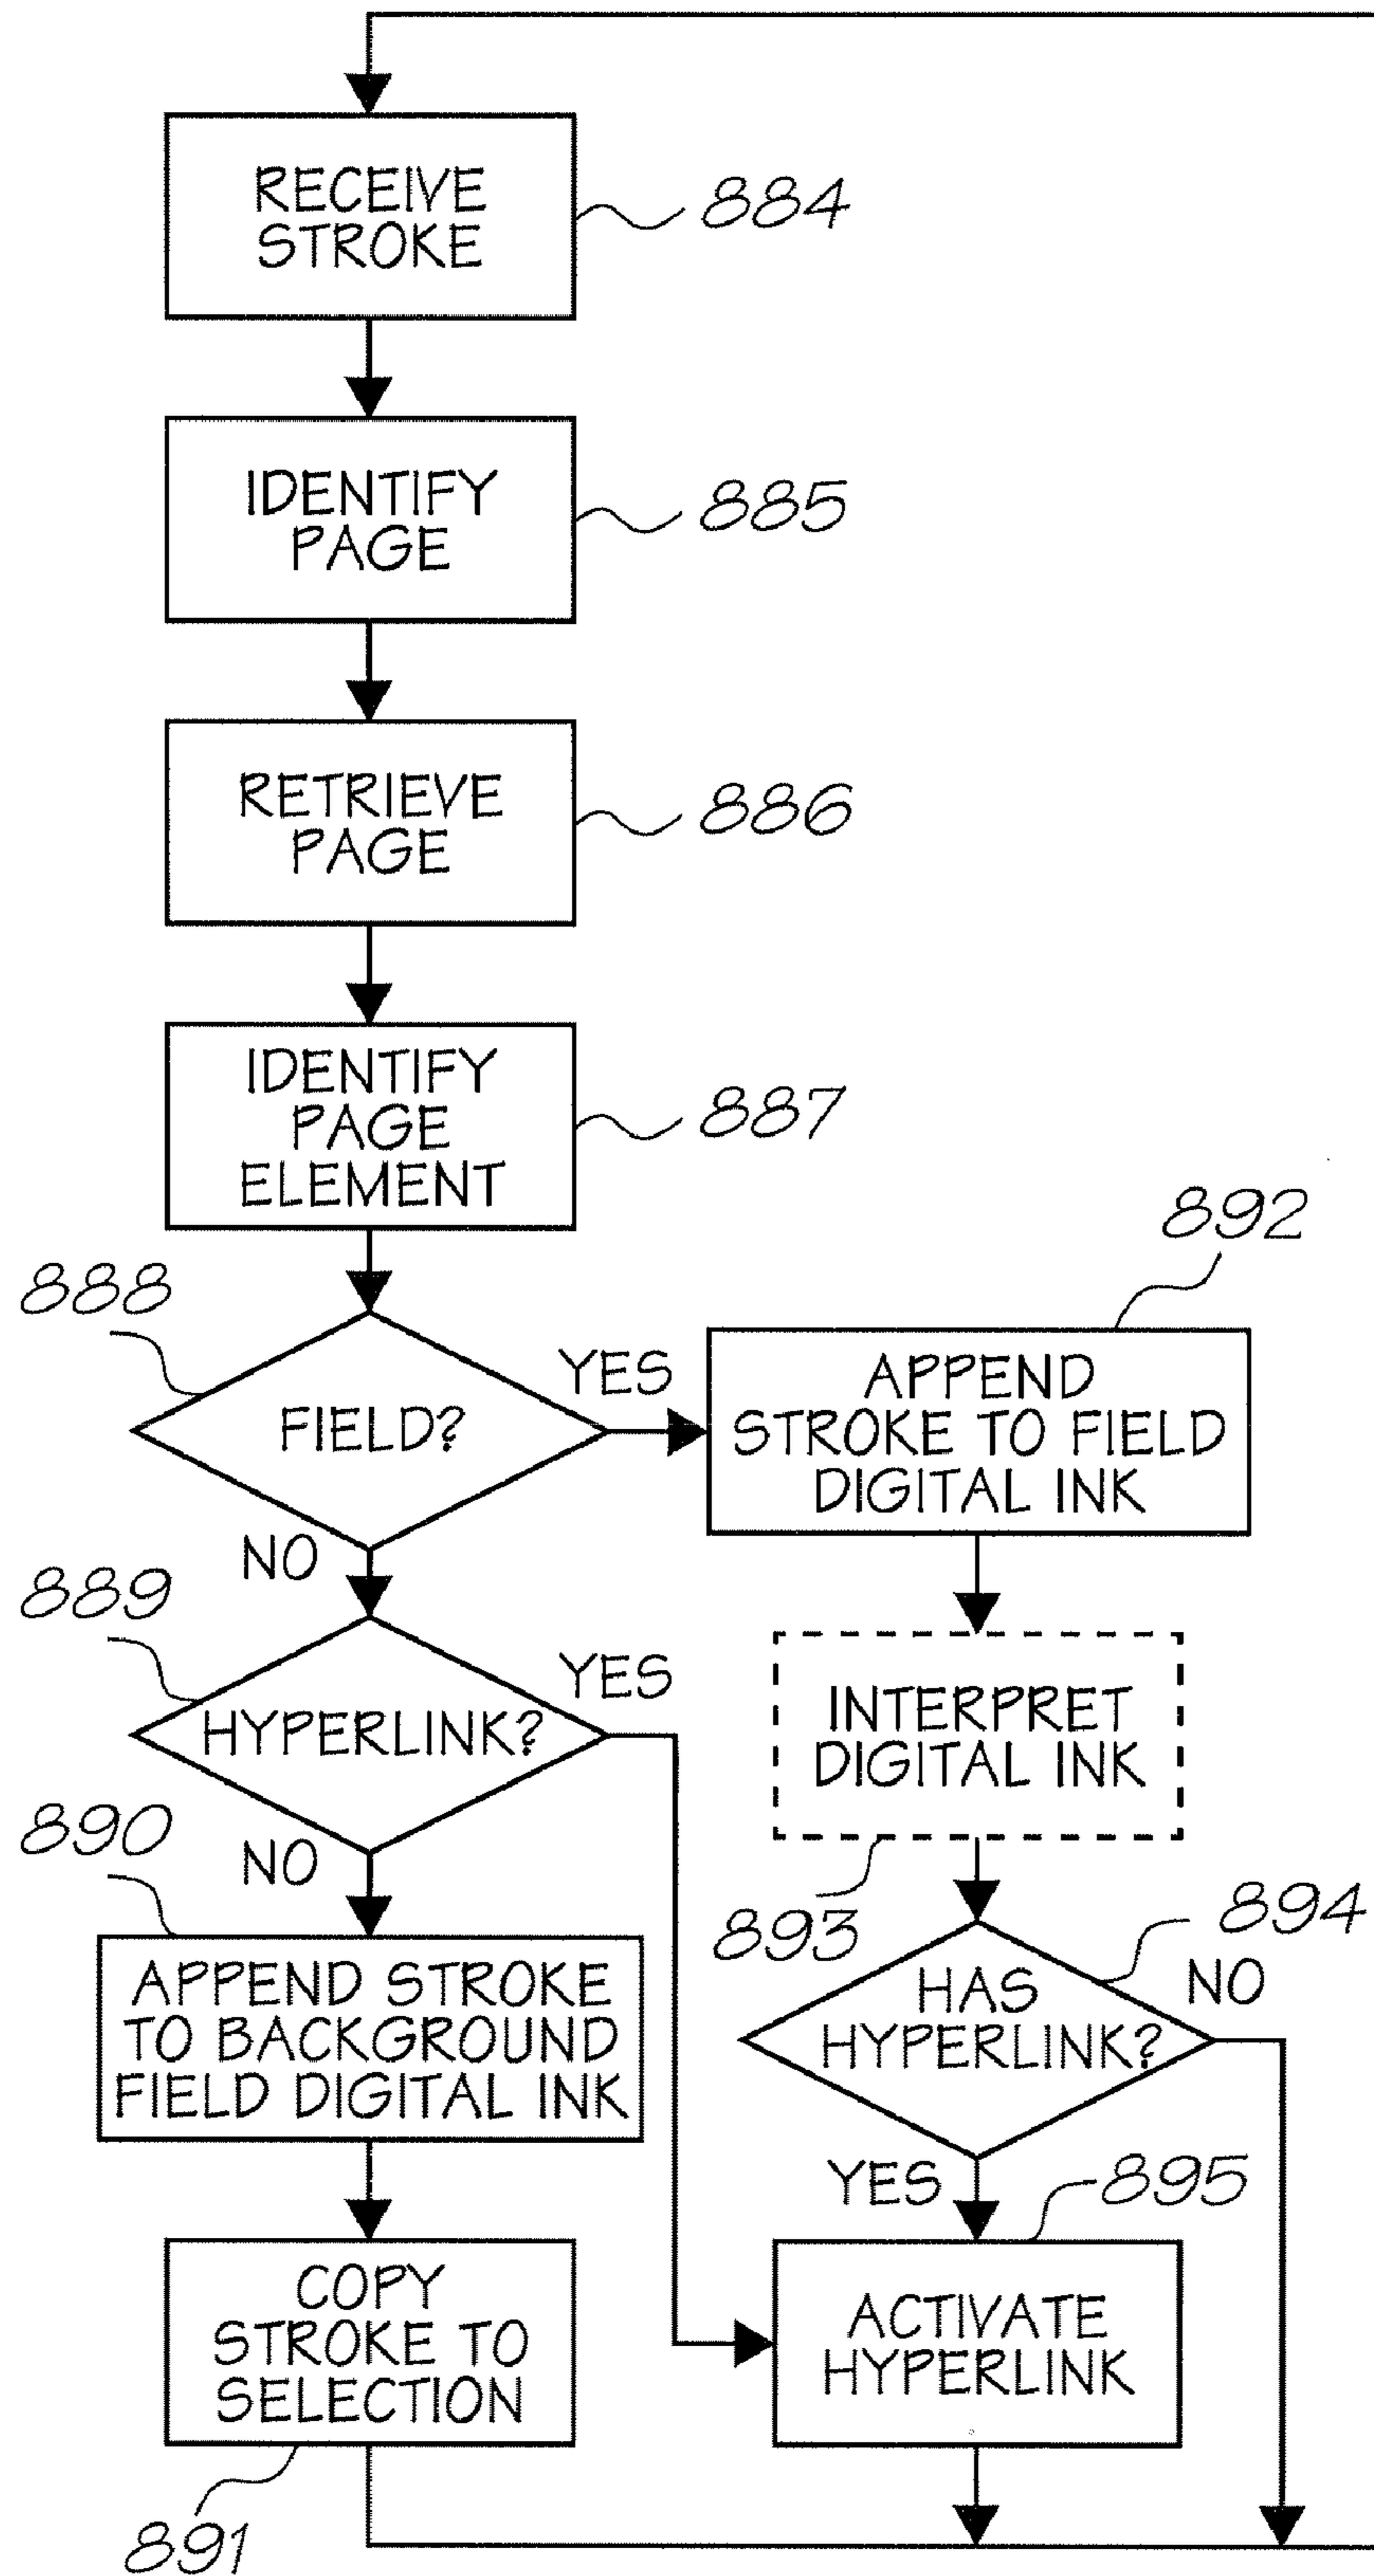 RECEIVE
STROKE
884
IDENTIFY
PAGE
885
RETRIEVE
PAGE
886
IDENTIFY
PAGE
ELEMENT
887
888
FIELD?
YES
NO
892
APPEND
STROKE TO FIELD
DIGITAL INK
889
HYPERLINK?
YES
NO
INTERPRET
DIGITAL INK
893
890
APPEND STROKE
TO BACKGROUND
FIELD DIGITAL INK
894
HAS
HYPERLINK?
NO
YES
895
COPY
STROKE TO
SELECTION
891
ACTIVATE
HYPERLINK